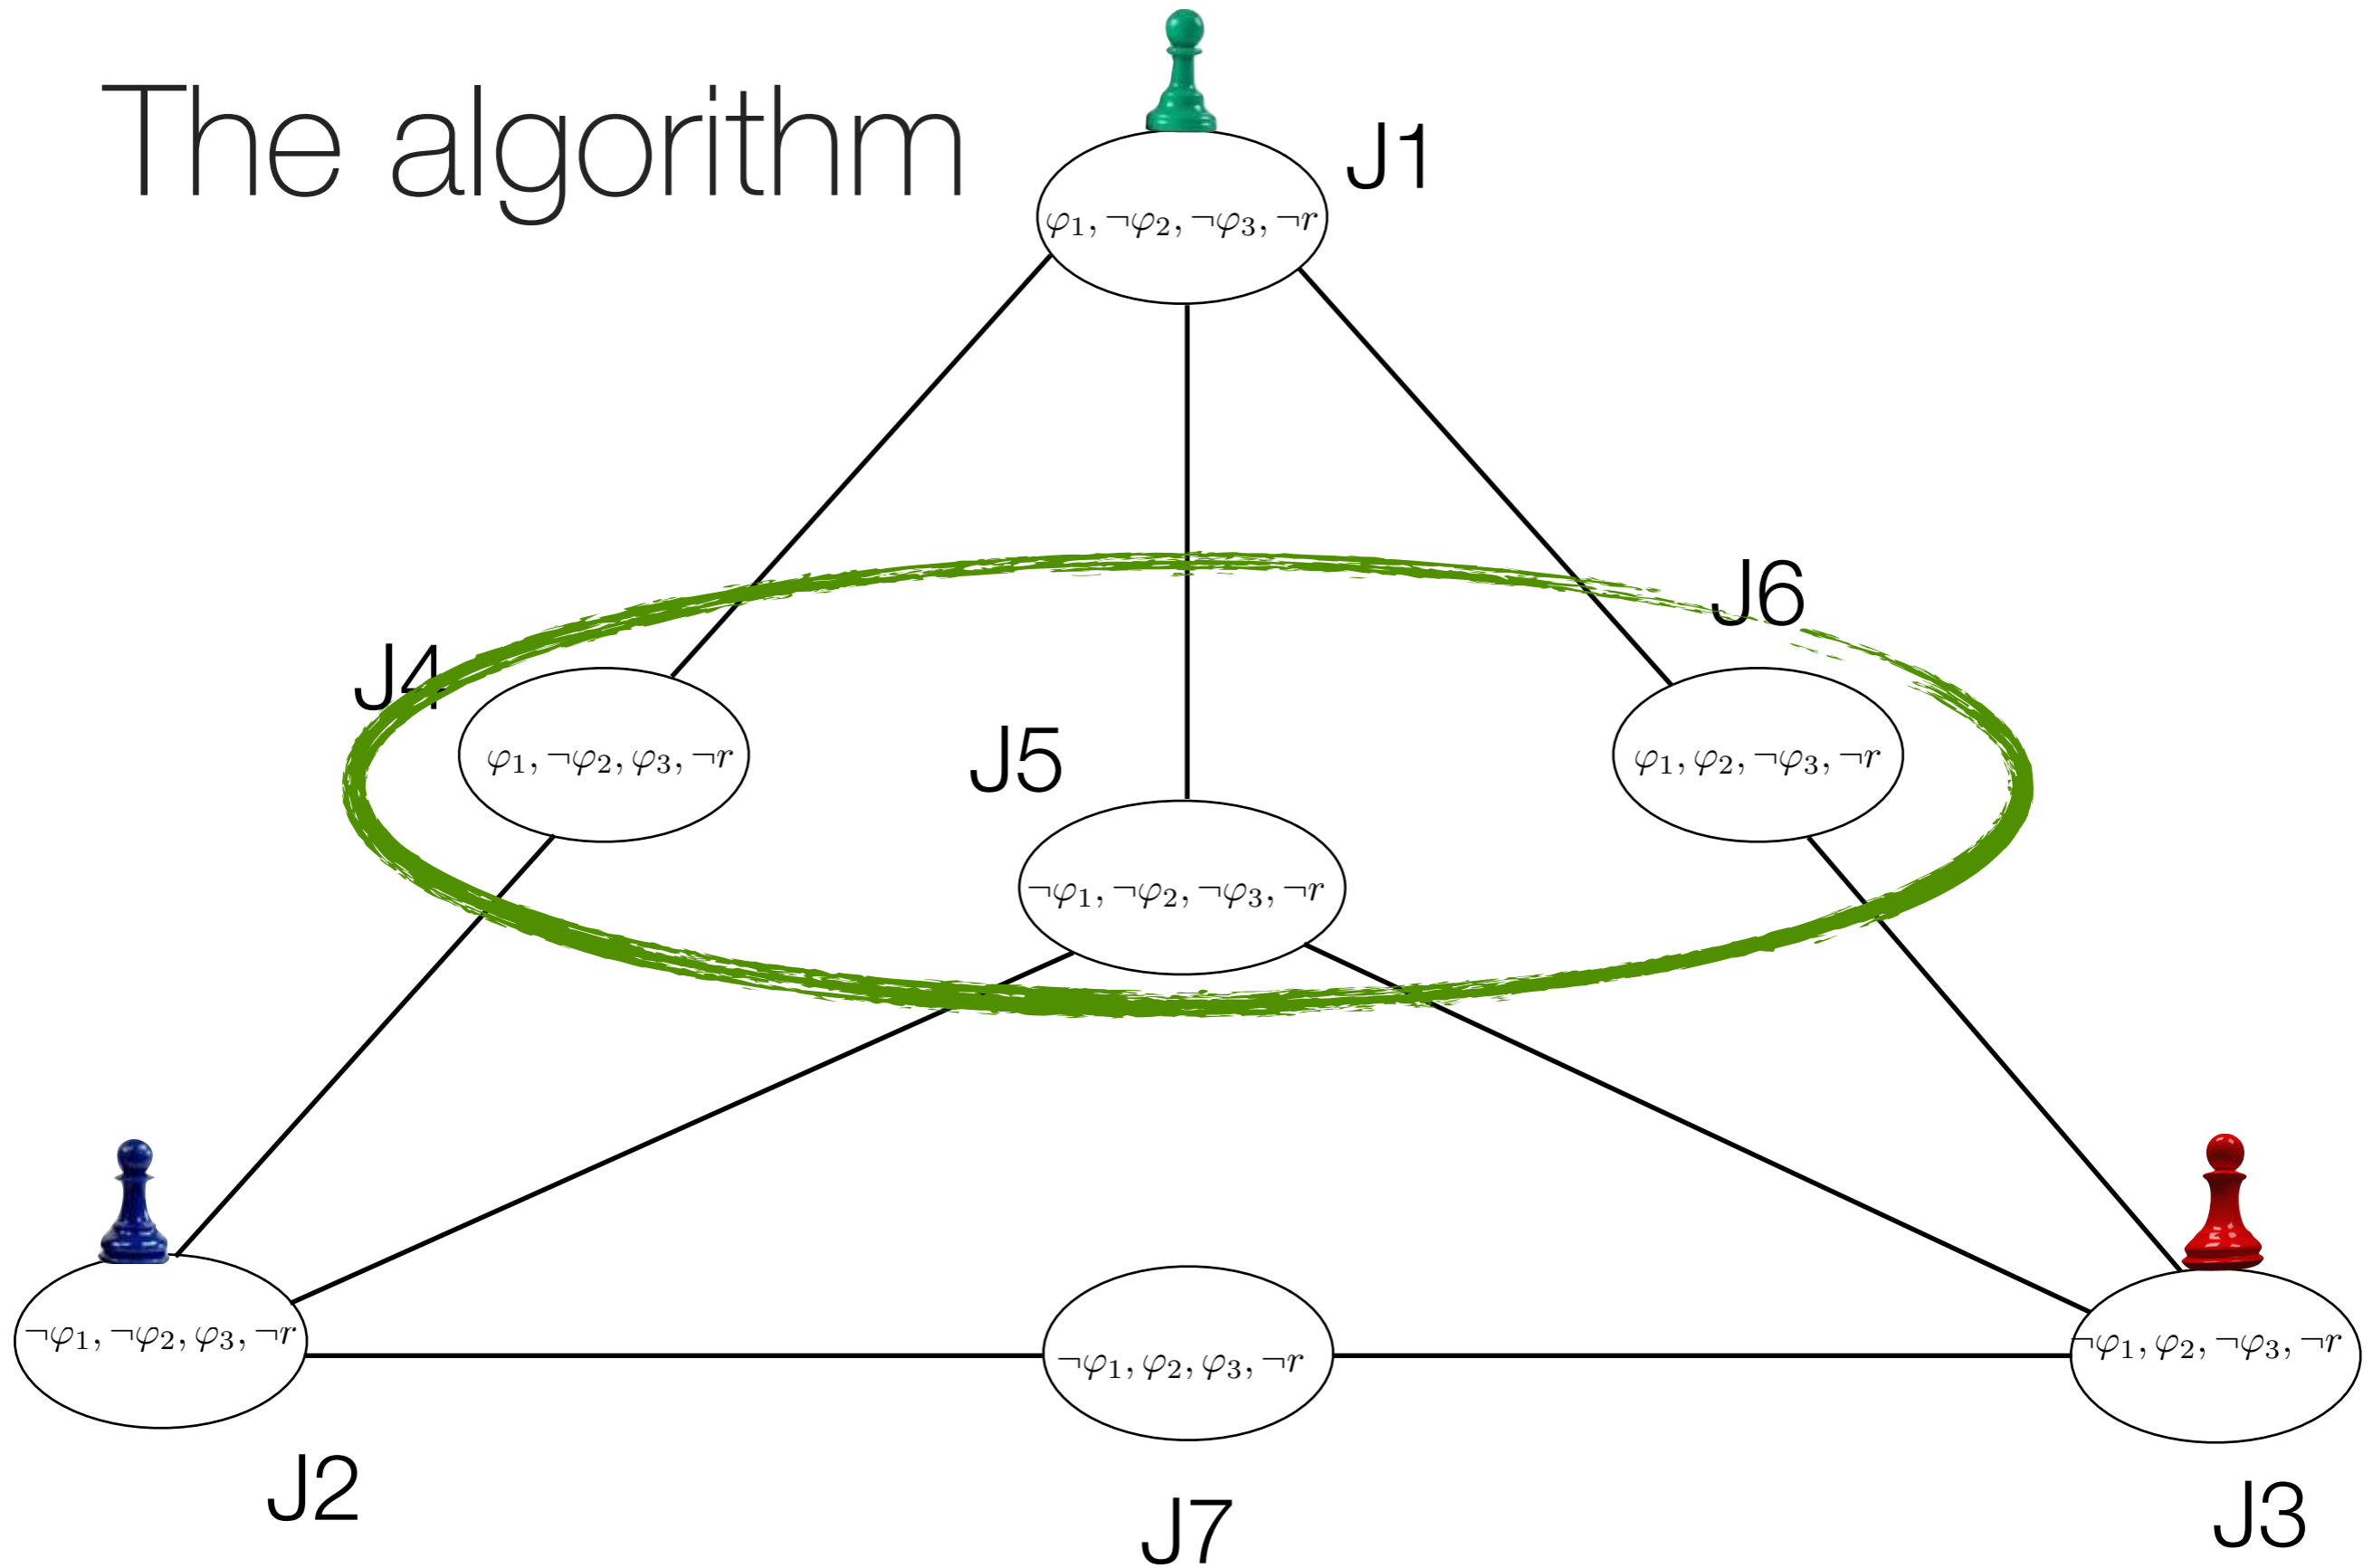 The algorithm
J1
φ₁, ¬φ₂, ¬φ₃, ¬r
J6
J4
φ₁, ¬φ₂, φ₃, ¬r
J5
φ₁, φ₂, ¬φ₃, ¬r
¬φ₁, ¬φ₂, ¬φ₃, ¬r
¬φ₁, ¬φ₂, φ₃, ¬r
¬φ₁, φ₂, φ₃, ¬r
¬φ₁, φ₂, ¬φ₃, ¬r
J2
J7
J3